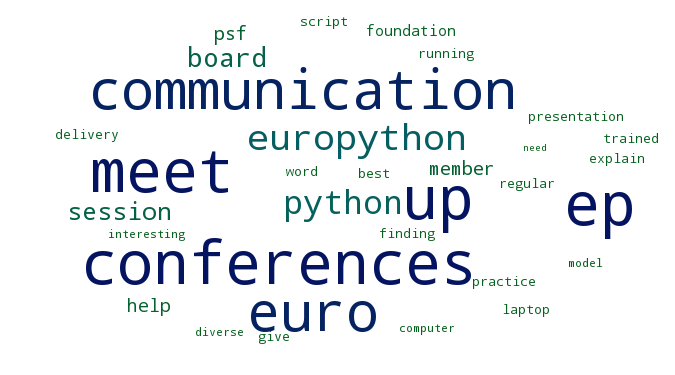 script
psf
foundation
board
running
communication
presentation
delivery
europython
trained
need
explain
meet
word
best
member
regular
python
up
ep
session
interesting
finding
conferences
model
practice
help
euro
laptop
diverse
give
computer